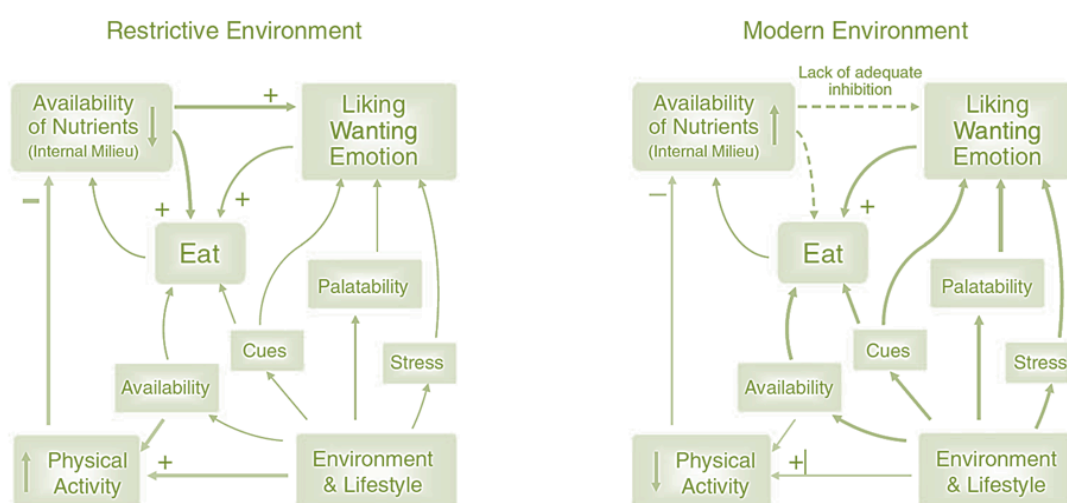 Restrictive Environment
Availability
of Nutrients
(Internal Milieu)
+
Liking
Wanting
Emotion
–
+
+
Eat
Palatability
Cues
Stress
Availability
Physical
Activity
+
Environment
& Lifestyle
Modern Environment
Lack of adequate
inhibition
Availability
of Nutrients
(Internal Milieu)
Liking
Wanting
Emotion
–
+
Eat
Palatability
Cues
Stress
Availability
Physical
Activity
+
Environment
& Lifestyle